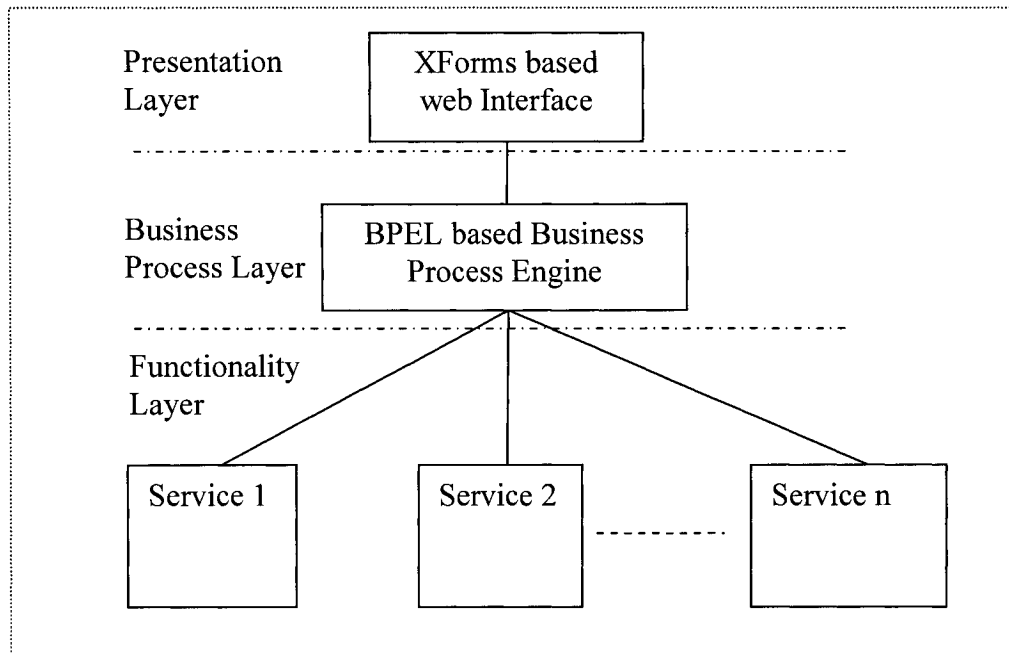 Presentation
Layer
XForms based
web Interface
Business
Process Layer
BPEL based Business
Process Engine
Functionality
Layer
Service 1
Service 2
Service n